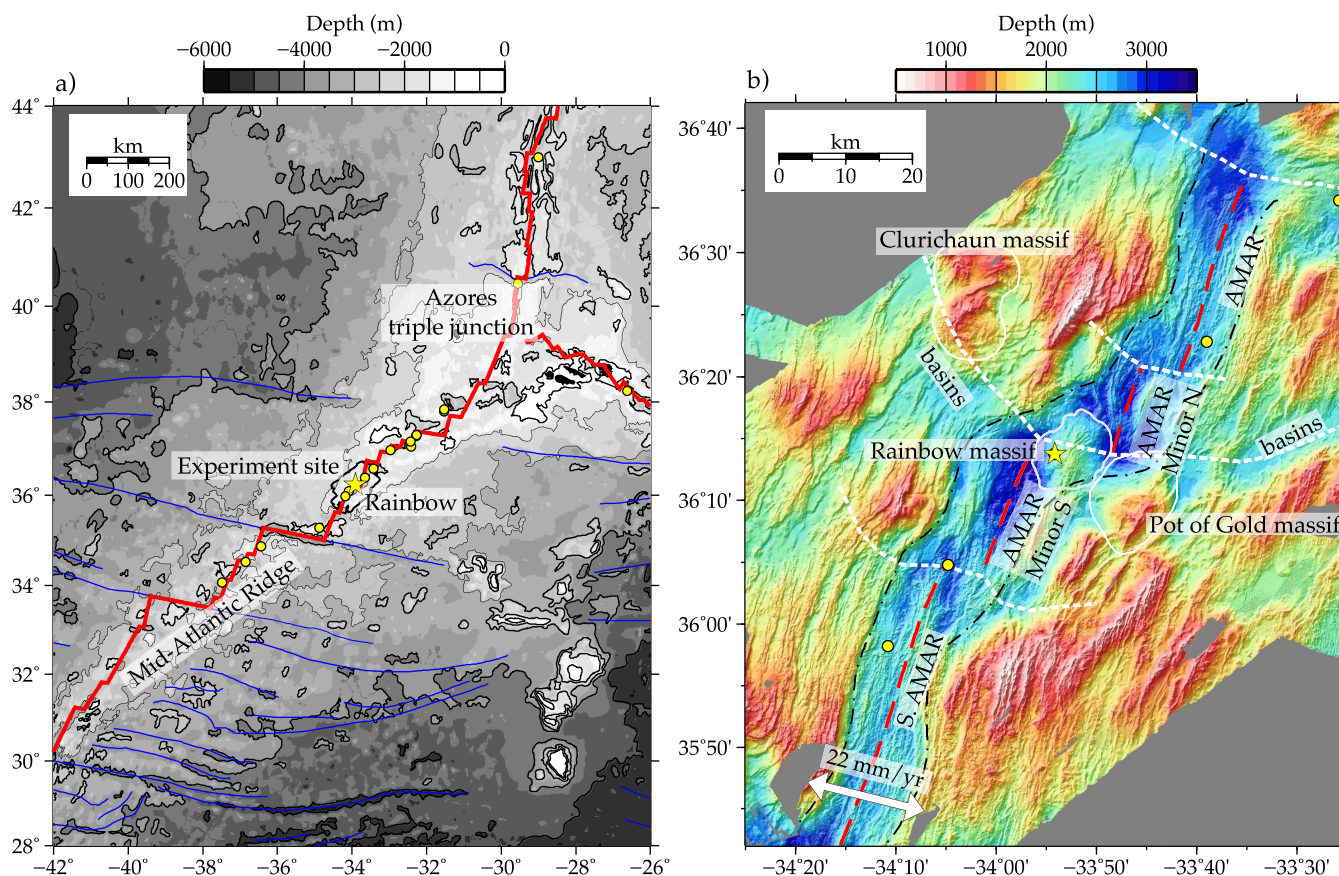 Depth (m)
−6000 −4000 −2000 0
a)
44°
42°
40°
38°
36°
34°
32°
30°
28°
km
0 100 200
Azores
triple junction
Experiment site
Rainbow
Mid-Atlantic Ridge
−42 −40 −38 −36 −34 −32 −30 −28 −26
Depth (m)
1000 2000 3000
b)
36°40'
36°30'
36°20'
36°10'
36°00'
35°50'
km
0 10 20
Clurichaun massif
AMAR
basins
AMAR
Minor N
basins
Rainbow massif
AMAR
Minor S
Pot of Gold massif
S. AMAR
22 mm/yr
−34°20' −34°10' −34°00' −33°50' −33°40' −33°30'